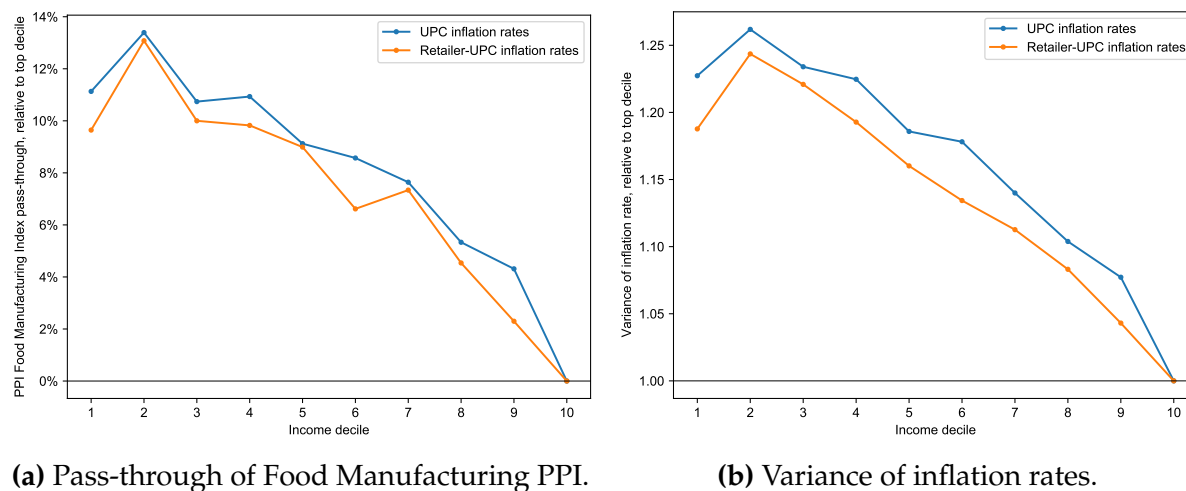 PPI Food Manufacturing Index pass-through, relative to top decile
14%
12%
10%
8%
6%
4%
2%
0%
UPC inflation rates
Retailer-UPC inflation rates
1 2 3 4 5 6 7 8 9 10
Income decile
(a) Pass-through of Food Manufacturing PPI.
Variance of inflation rate, relative to top decile
1.25
1.20
1.15
1.10
1.05
1.00
UPC inflation rates
Retailer-UPC inflation rates
1 2 3 4 5 6 7 8 9 10
Income decile
(b) Variance of inflation rates.